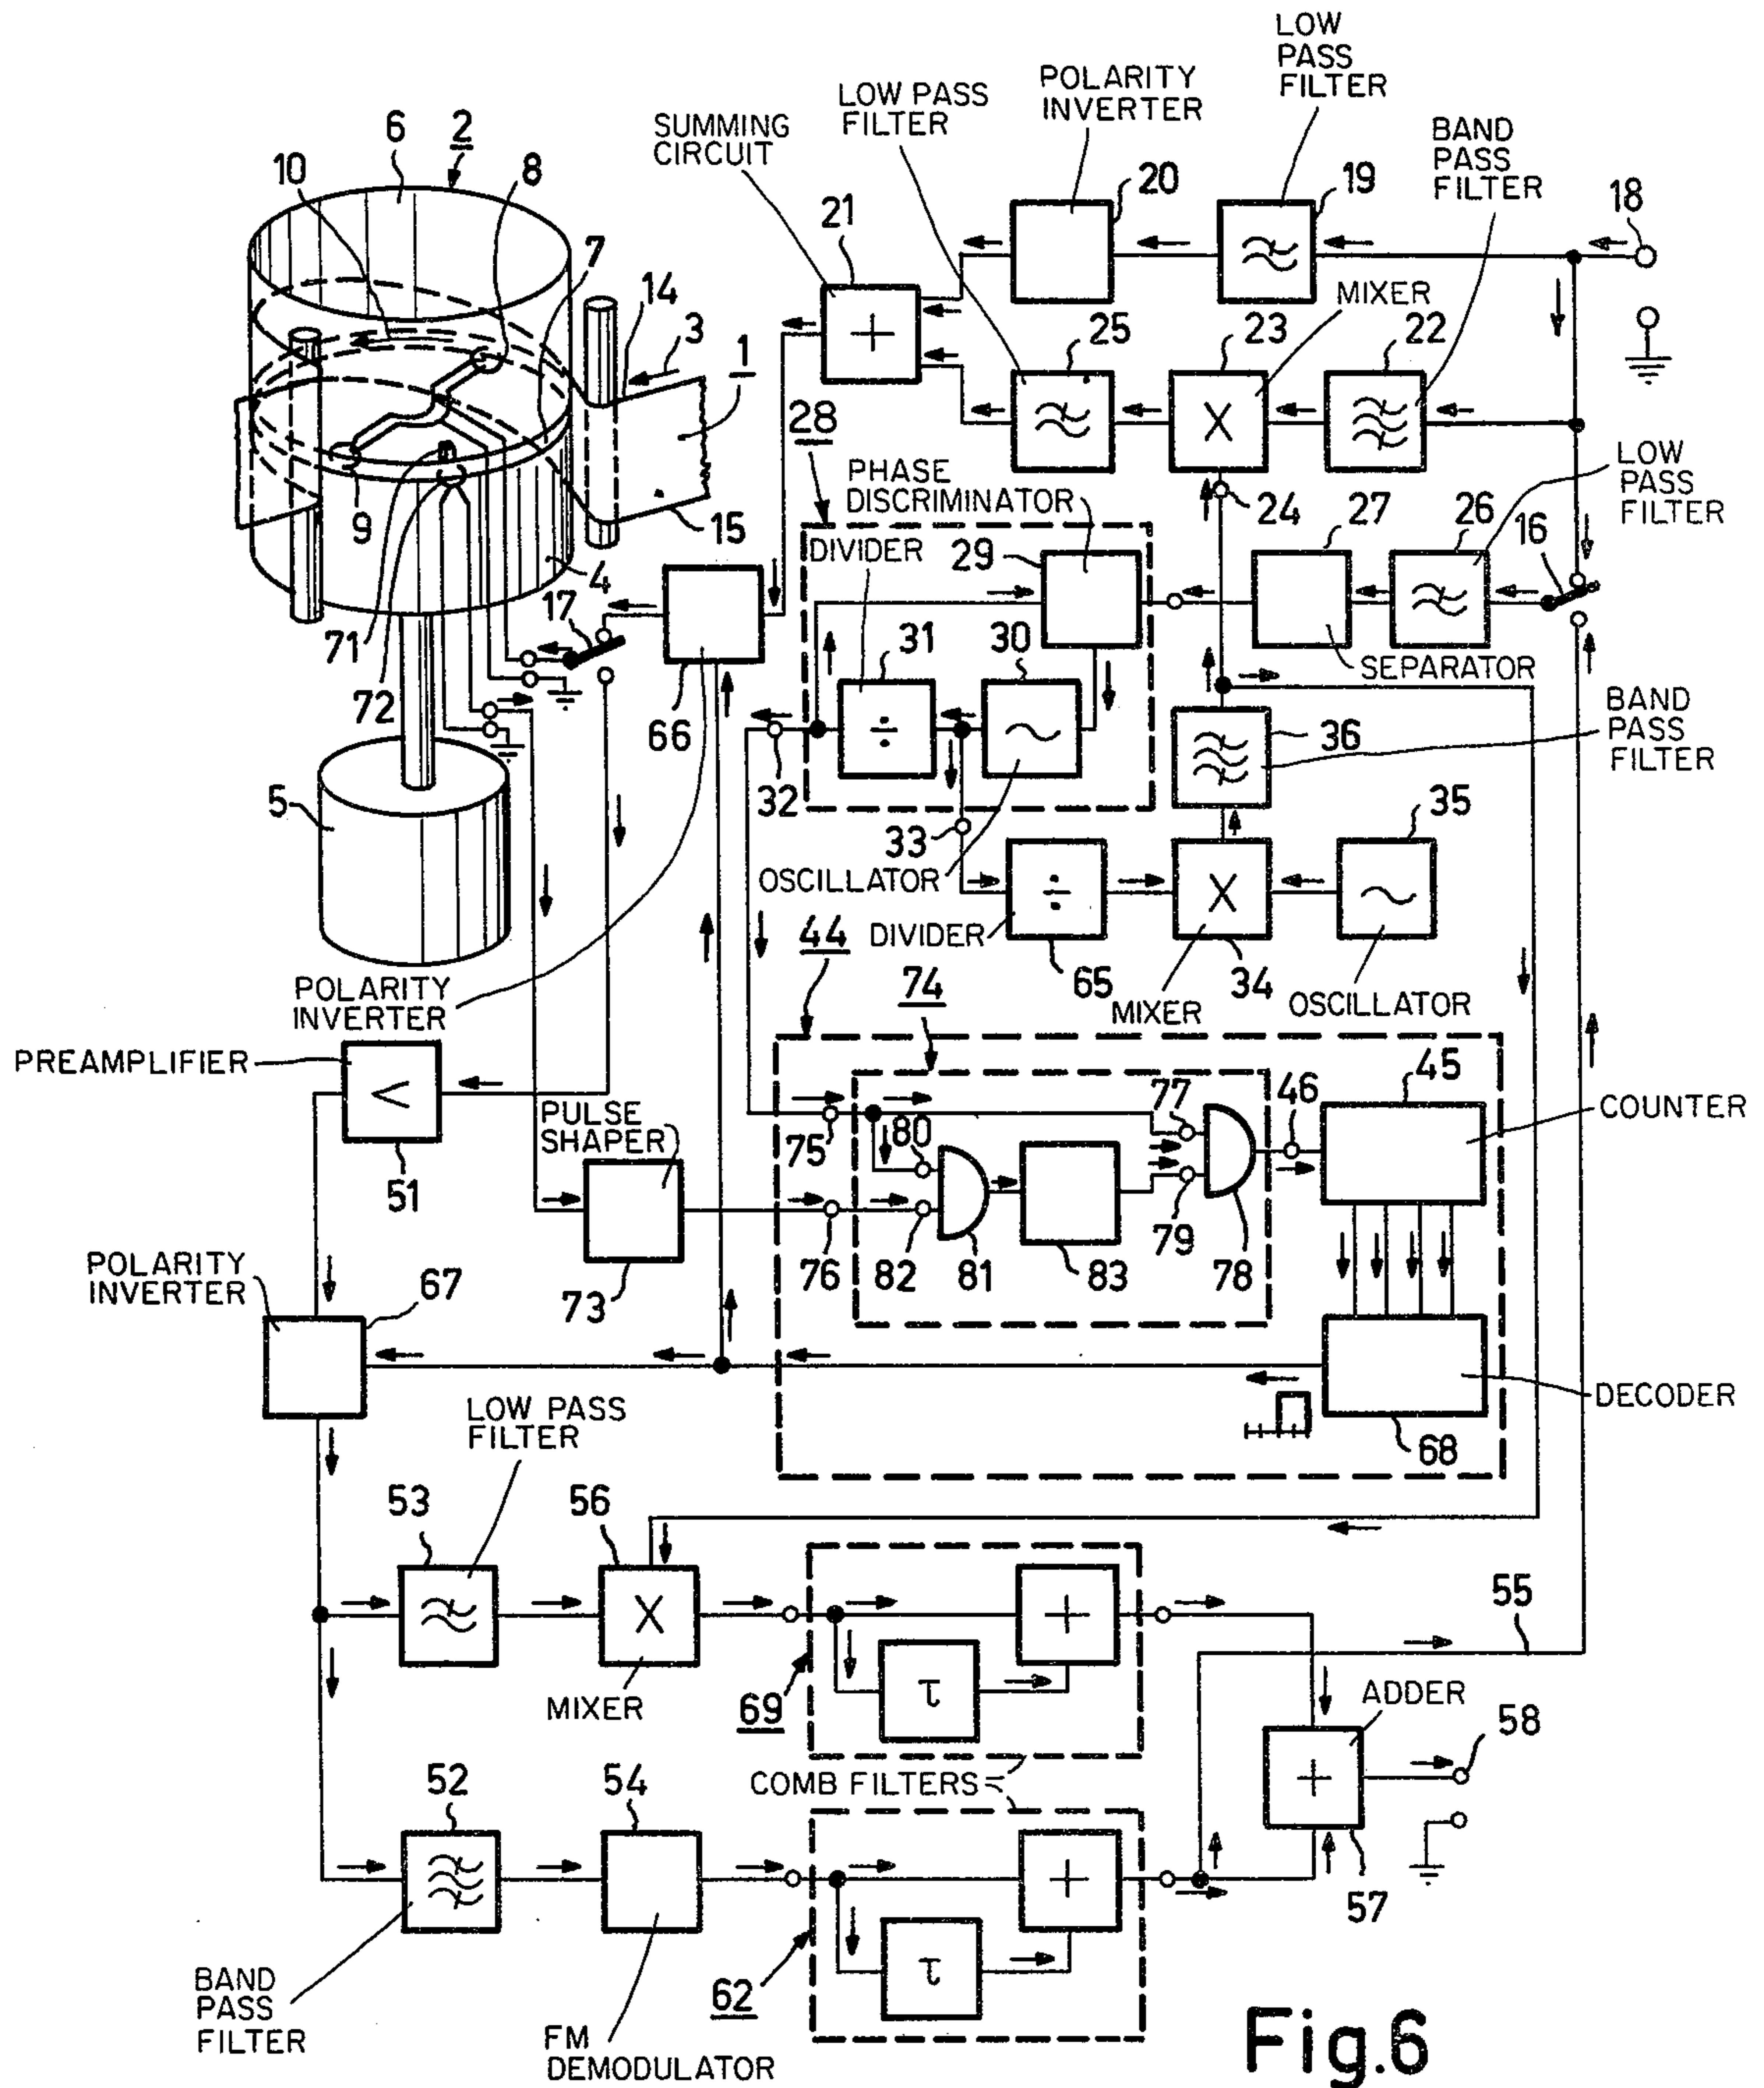 LOW
PASS
FILTER
POLARITY
INVERTER
LOW PASS
FILTER
SUMMING
CIRCUIT
BAND
PASS
FILTER
6
2
10
8
20
19
18
21
7
14
3
1
MIXER
25
23
22
28
LOW
PASS
FILTER
PHASE
DISCRIMINATOR
24
27
26
16
9
15
DIVIDER
29
4
17
71
31
30
SEPARATOR
72
66
32
36
BAND
PASS
FILTER
5
33
35
OSCILLATOR
DIVIDER
44
65
34
74
MIXER
OSCILLATOR
POLARITY
INVERTER
PREAMPLIFIER
45
77
46
COUNTER
PULSE
SHAPER
75
80
51
79
76
82
81
83
78
POLARITY
INVERTER
67
73
DECODER
LOW PASS
FILTER
68
53
56
X
55
τ
MIXER
69
ADDER
58
COMB FILTERS
52
54
57
τ
62
BAND
PASS
FILTER
FM
DEMODULATOR
Fig.6